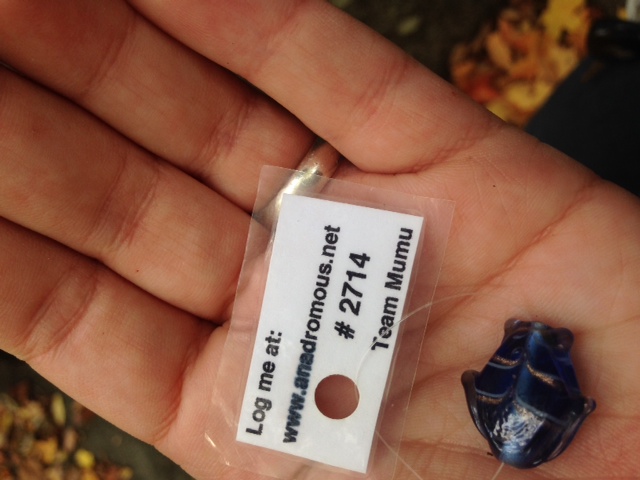 Log me at:
www.anadromous.net
# 2714
Team Mumu